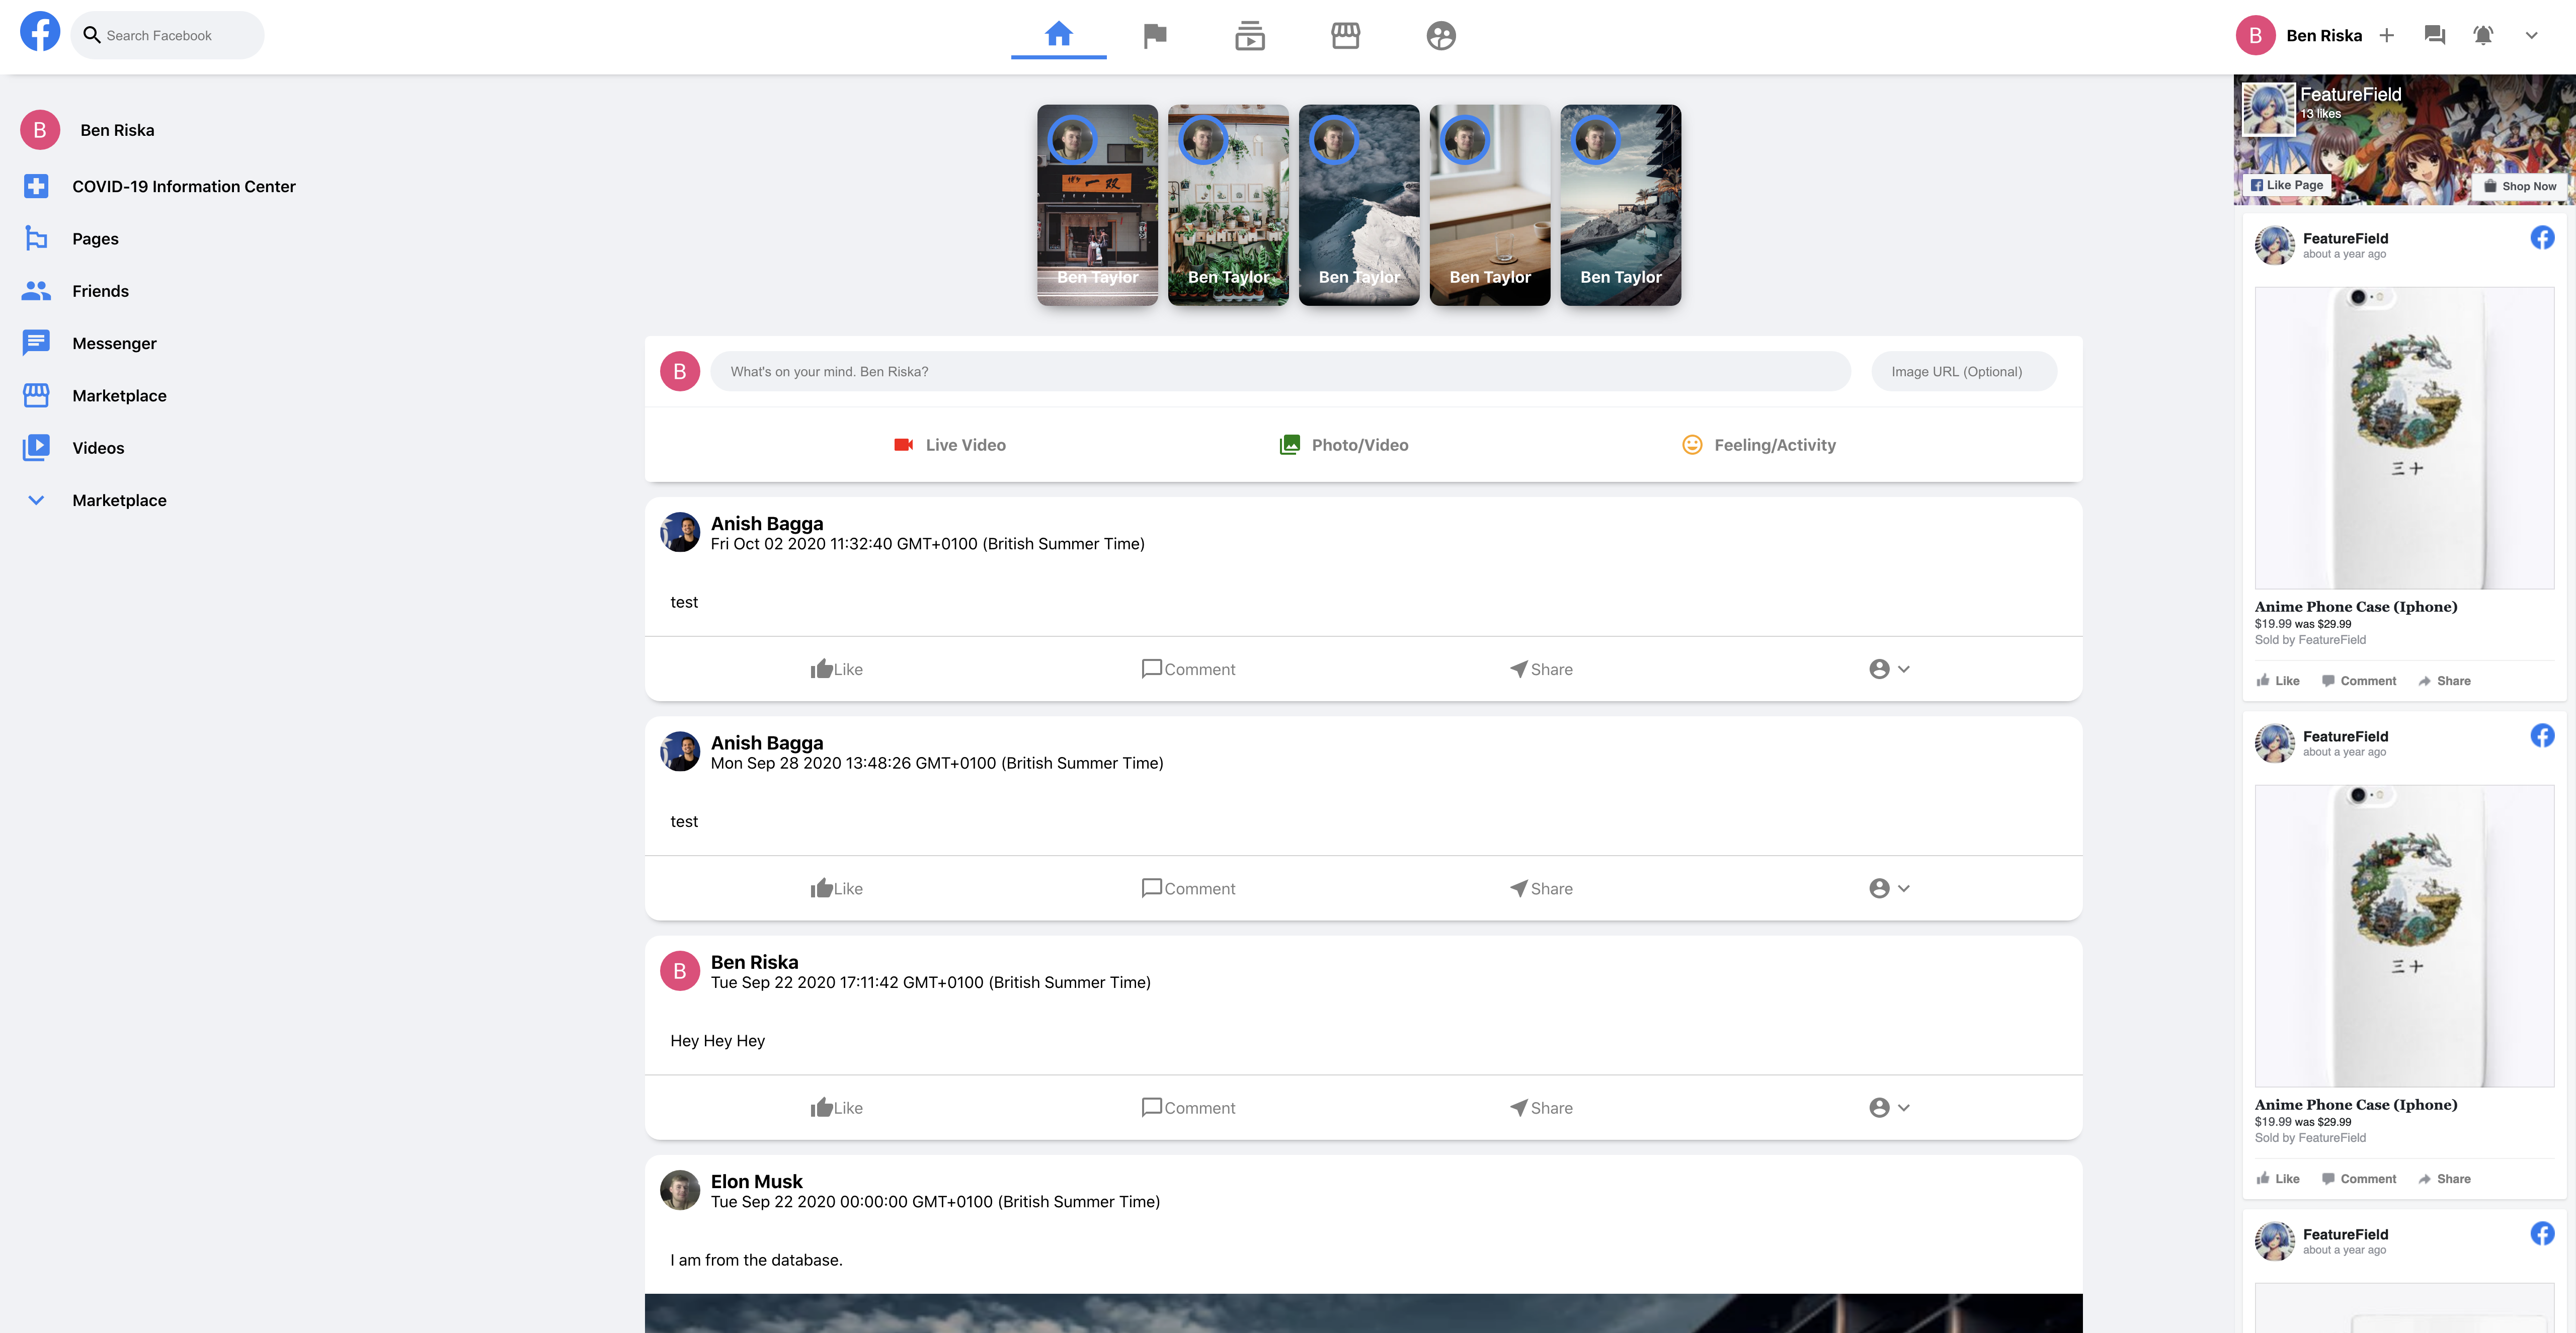 Search Facebook
B Ben Riska
B Ben Riska
COVID-19 Information Center
Pages
Friends
Messenger
Marketplace
Videos
Marketplace
Ben Taylor
Ben Taylor
Ben Taylor
Ben Taylor
Ben Taylor
B What's on your mind. Ben Riska? Image URL (Optional)
Live Video Photo/Video Feeling/Activity
Anish Bagga
Fri Oct 02 2020 11:32:40 GMT+0100 (British Summer Time)
test
Like Comment Share
Anish Bagga
Mon Sep 28 2020 13:48:26 GMT+0100 (British Summer Time)
test
Like Comment Share
B Ben Riska
Tue Sep 22 2020 17:11:42 GMT+0100 (British Summer Time)
Hey Hey Hey
Like Comment Share
Elon Musk
Tue Sep 22 2020 00:00:00 GMT+0100 (British Summer Time)
I am from the database.
FeatureField
13 likes
Like Page Shop Now
FeatureField
about a year ago
三十
Anime Phone Case (Iphone)
$19.99 was $29.99
Sold by FeatureField
Like Comment Share
FeatureField
about a year ago
三十
Anime Phone Case (Iphone)
$19.99 was $29.99
Sold by FeatureField
Like Comment Share
FeatureField
about a year ago